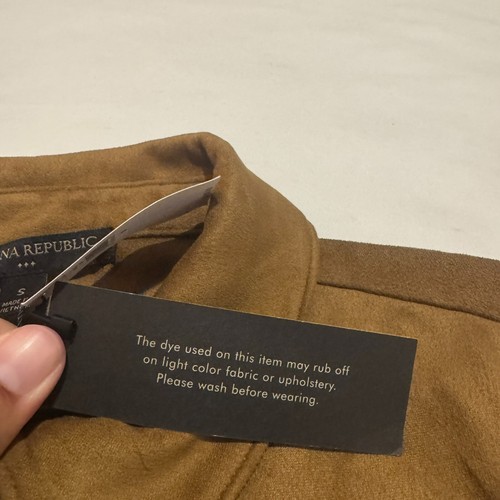 REPUBLIC
S
MADE
The dye used on this item may rub off
on light color fabric or upholstery.
Please wash before wearing.